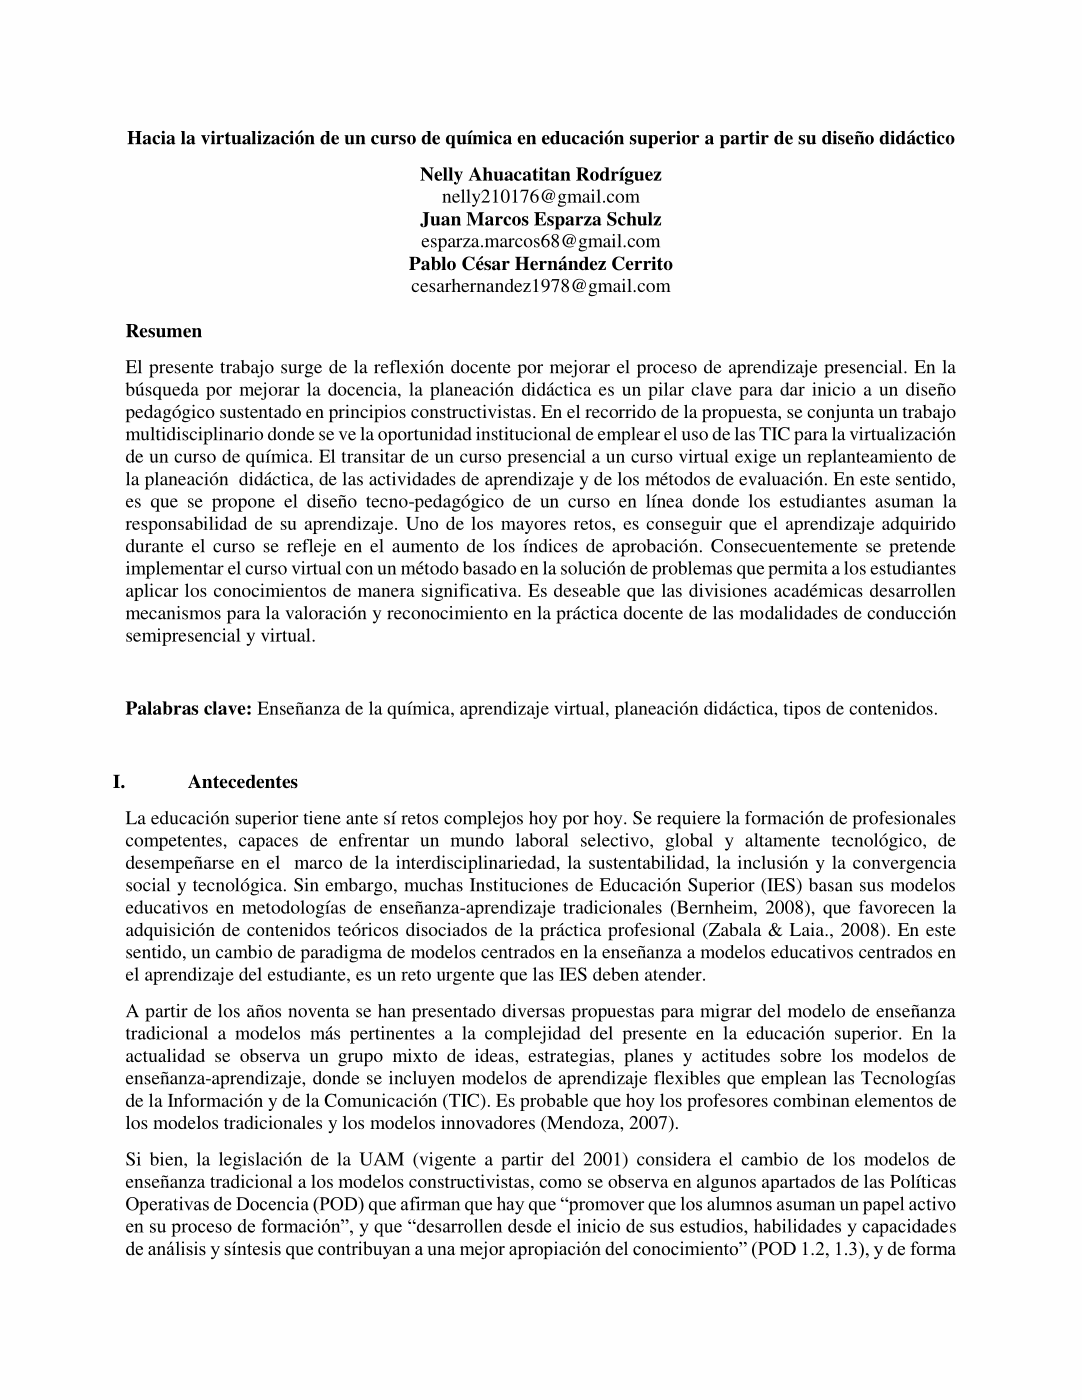 Hacia la virtualización de un curso de química en educación superior a partir de su diseño didáctico
Nelly Ahuacatitan Rodríguez
nelly210176@gmail.com
Juan Marcos Esparza Schulz
esparza.marcos68@gmail.com
Pablo César Hernández Cerrito
cesarhernandez1978@gmail.com
Resumen
El presente trabajo surge de la reflexión docente por mejorar el proceso de aprendizaje presencial. En la
búsqueda por mejorar la docencia, la planeación didáctica es un pilar clave para dar inicio a un diseño
pedagógico sustentado en principios constructivistas. En el recorrido de la propuesta, se conjunta un trabajo
multidisciplinario donde se ve la oportunidad institucional de emplear el uso de las TIC para la virtualización
de un curso de química. El transitar de un curso presencial a un curso virtual exige un replanteamiento de
la planeación  didáctica, de las actividades de aprendizaje y de los métodos de evaluación. En este sentido,
es que se propone el diseño tecno-pedagógico de un curso en línea donde los estudiantes asuman la
responsabilidad de su aprendizaje. Uno de los mayores retos, es conseguir que el aprendizaje adquirido
durante el curso se refleje en el aumento de los índices de aprobación. Consecuentemente se pretende
implementar el curso virtual con un método basado en la solución de problemas que permita a los estudiantes
aplicar los conocimientos de manera significativa. Es deseable que las divisiones académicas desarrollen
mecanismos para la valoración y reconocimiento en la práctica docente de las modalidades de conducción
semipresencial y virtual.
Palabras clave: Enseñanza de la química, aprendizaje virtual, planeación didáctica, tipos de contenidos.
I. Antecedentes
La educación superior tiene ante sí retos complejos hoy por hoy. Se requiere la formación de profesionales
competentes, capaces de enfrentar un mundo laboral selectivo, global y altamente tecnológico, de
desempeñarse en el  marco de la interdisciplinariedad, la sustentabilidad, la inclusión y la convergencia
social y tecnológica. Sin embargo, muchas Instituciones de Educación Superior (IES) basan sus modelos
educativos en metodologías de enseñanza-aprendizaje tradicionales (Bernheim, 2008), que favorecen la
adquisición de contenidos teóricos disociados de la práctica profesional (Zabala & Laia., 2008). En este
sentido, un cambio de paradigma de modelos centrados en la enseñanza a modelos educativos centrados en
el aprendizaje del estudiante, es un reto urgente que las IES deben atender.
A partir de los años noventa se han presentado diversas propuestas para migrar del modelo de enseñanza
tradicional a modelos más pertinentes a la complejidad del presente en la educación superior. En la
actualidad se observa un grupo mixto de ideas, estrategias, planes y actitudes sobre los modelos de
enseñanza-aprendizaje, donde se incluyen modelos de aprendizaje flexibles que emplean las Tecnologías
de la Información y de la Comunicación (TIC). Es probable que hoy los profesores combinan elementos de
los modelos tradicionales y los modelos innovadores (Mendoza, 2007).
Si bien, la legislación de la UAM (vigente a partir del 2001) considera el cambio de los modelos de
enseñanza tradicional a los modelos constructivistas, como se observa en algunos apartados de las Políticas
Operativas de Docencia (POD) que afirman que hay que “promover que los alumnos asuman un papel activo
en su proceso de formación”, y que “desarrollen desde el inicio de sus estudios, habilidades y capacidades
de análisis y síntesis que contribuyan a una mejor apropiación del conocimiento” (POD 1.2, 1.3), y de forma